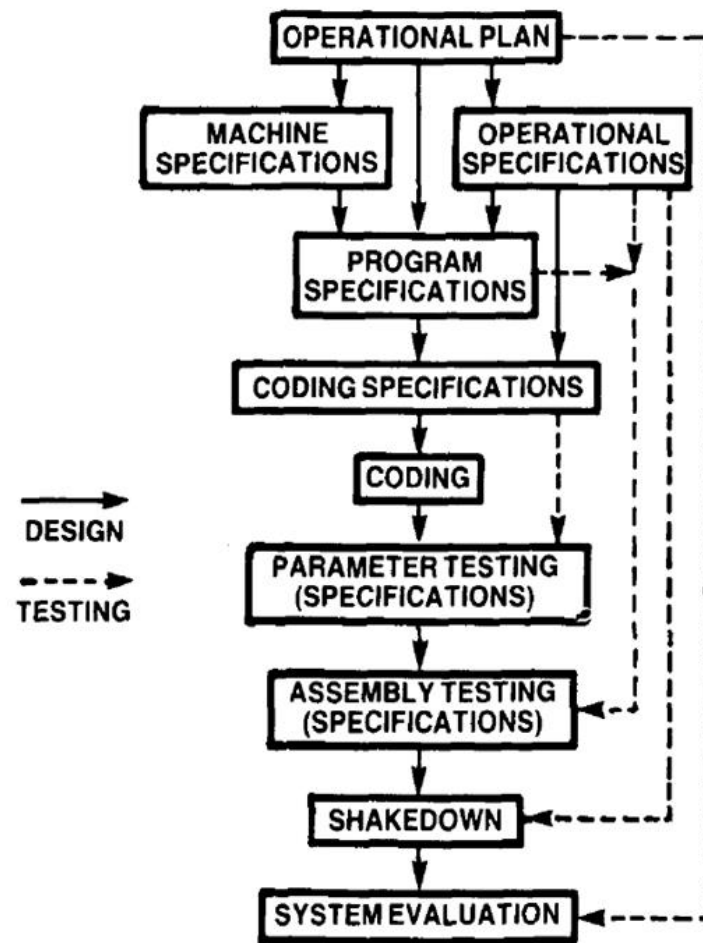 OPERATIONAL PLAN
MACHINE
SPECIFICATIONS
OPERATIONAL
SPECIFICATIONS
PROGRAM
SPECIFICATIONS
CODING SPECIFICATIONS
CODING
DESIGN
TESTING
PARAMETER TESTING
(SPECIFICATIONS)
ASSEMBLY TESTING
(SPECIFICATIONS)
SHAKEDOWN
SYSTEM EVALUATION